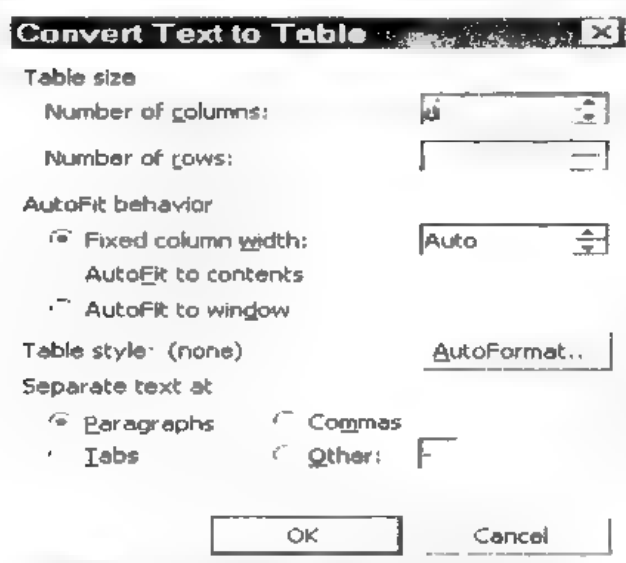 Convert Text to Table
Table size
Number of columns:
Number of rows:
AutoFit behavior
Fixed column width: Auto
AutoFit to contents
AutoFit to window
Table style: (none) AutoFormat..
Separate text at
Paragraphs Commas
Tabs Other: -
OK Cancel